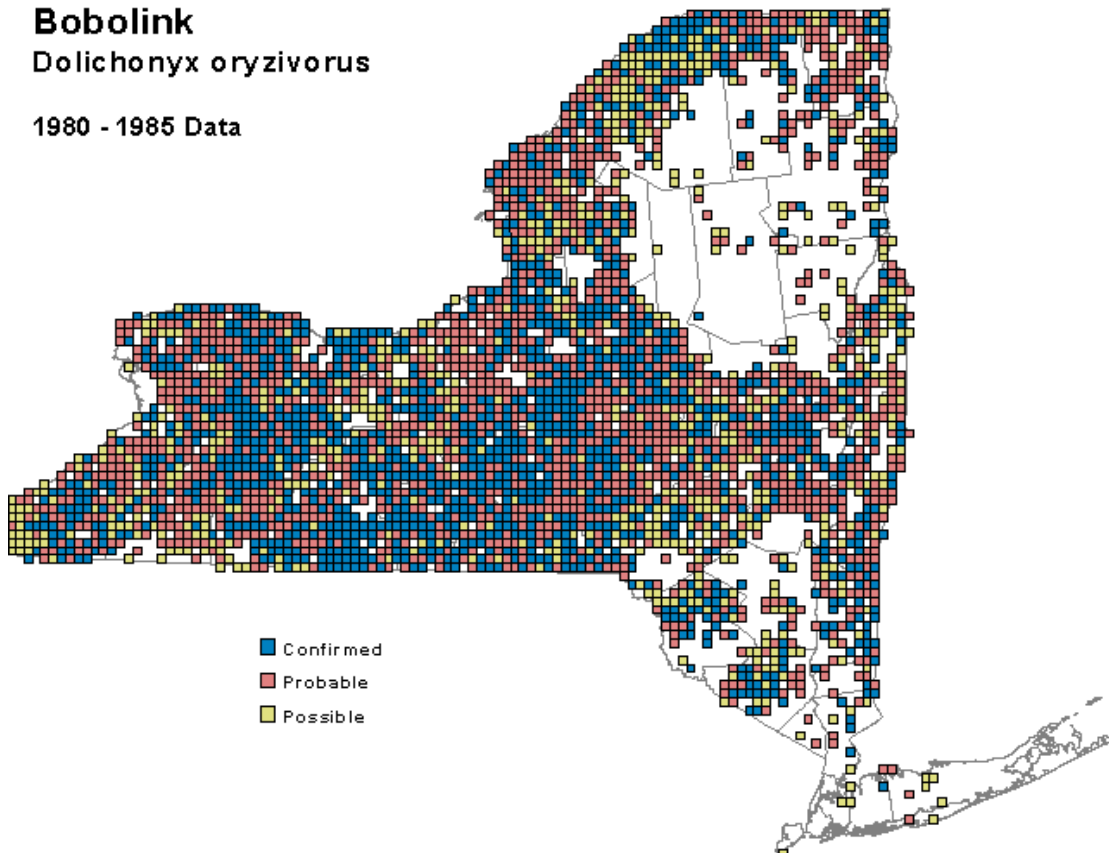 Bobolink
Dolichonyx oryzivorus
1980 - 1985 Data
Confirmed
Probable
Possible